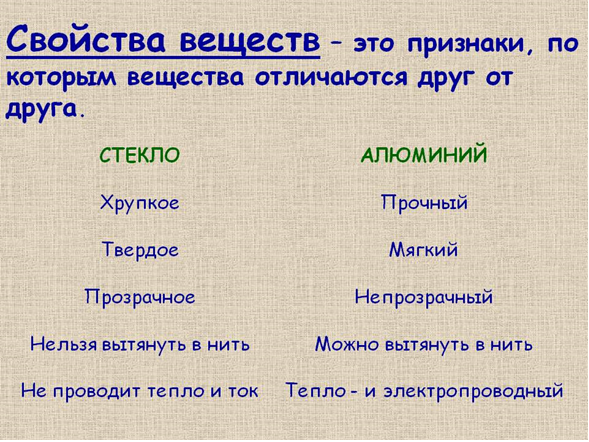 Свойства веществ – это признаки, по
которым вещества отличаются друг от
друга.
СТЕКЛО АЛЮМИНИЙ
Хрупкое Прочный
Твердое Мягкий
Прозрачное Непрозрачный
Нельзя вытянуть в нить Можно вытянуть в нить
Не проводит тепло и ток Тепло - и электропроводный